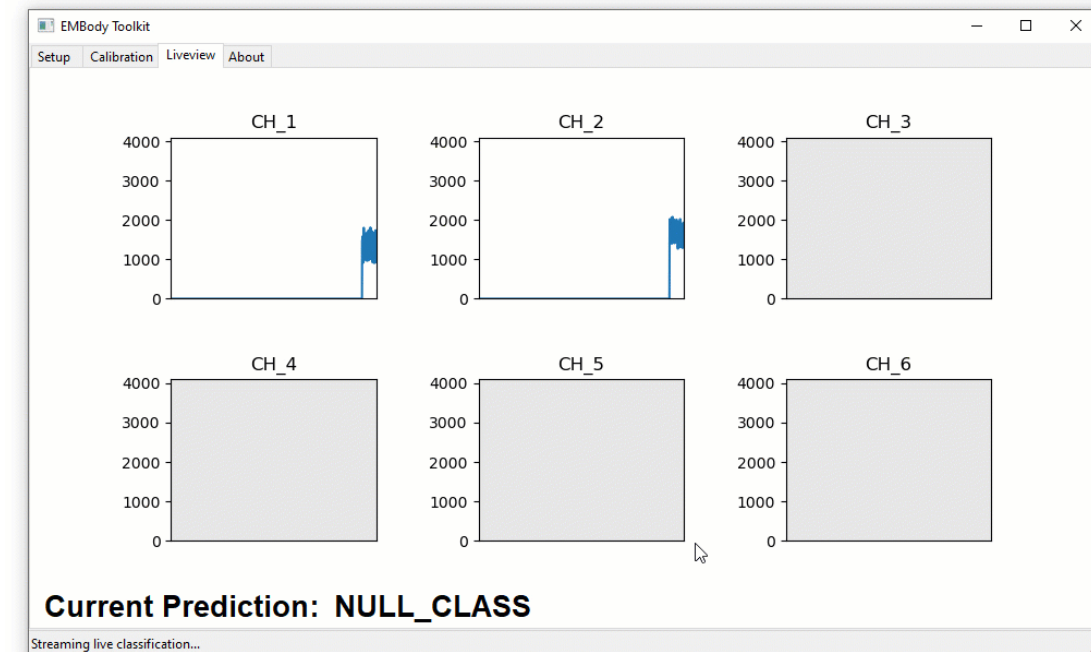 EMBody Toolkit
Setup Calibration Liveview About
CH_1 CH_2 CH_3
4000 4000 4000
3000 3000 3000
2000 2000 2000
1000 1000 1000
0 0 0
CH_4 CH_5 CH_6
4000 4000 4000
3000 3000 3000
2000 2000 2000
1000 1000 1000
0 0 0
Current Prediction: NULL_CLASS
Streaming live classification...